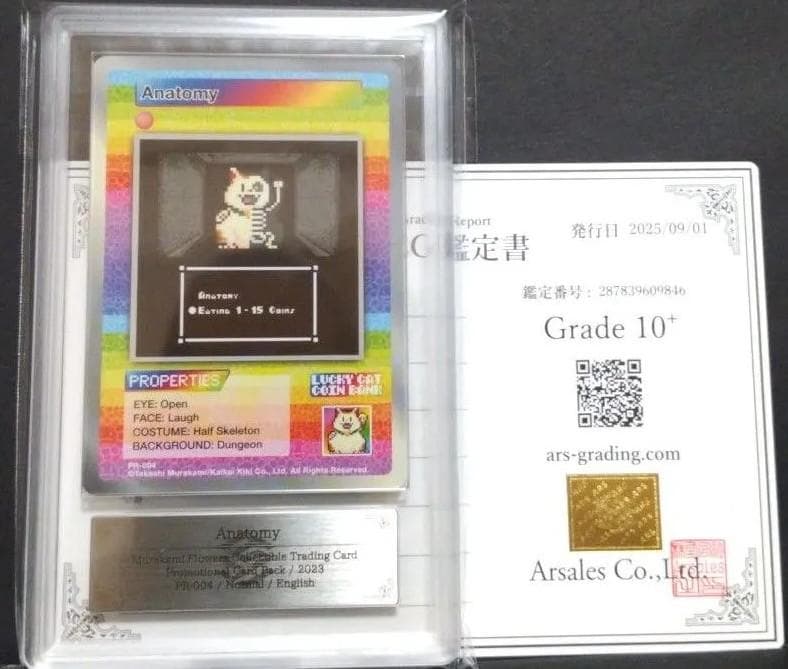 Anatomy
Anatomy
Eating 1-15 Coins
PROPERTIES
LUCKY CAT
COIN BANK
EYE: Open
FACE: Laugh
COSTUME: Half Skeleton
BACKGROUND: Dungeon
PR-004
©Takashi Murakami/Kaikai Kiki Co., Ltd. All Rights Reserved.
Anatomy
Murakami Flowers Collectible Trading Card
Promotional Card Pack / 2023
PR-004 / Normal / English
Report
鑑定書
発行日 2025/09/01
鑑定番号: 287839609846
Grade 10+
ars-grading.com
Arsales Co.,Ltd.